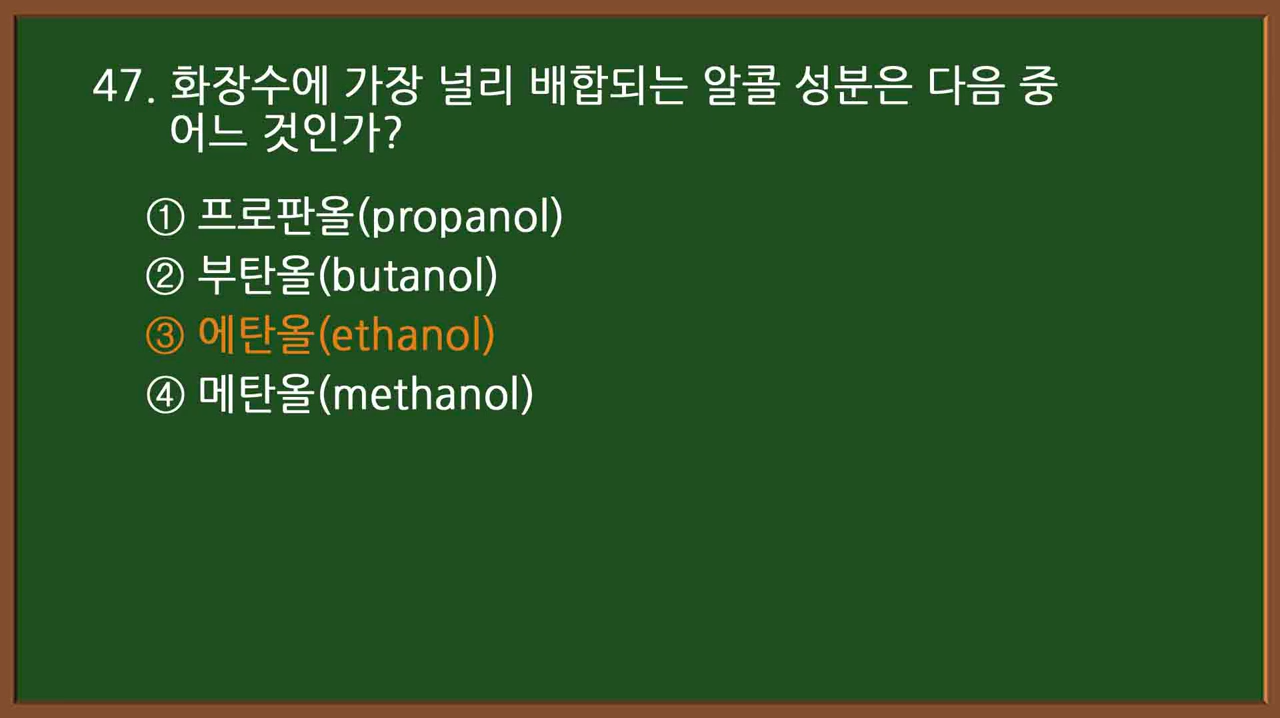 47. 화장수에 가장 널리 배합되는 알콜 성분은 다음 중
어느 것인가?
① 프로판올(propanol)
② 부탄올(butanol)
③ 에탄올(ethanol)
④ 메탄올(methanol)